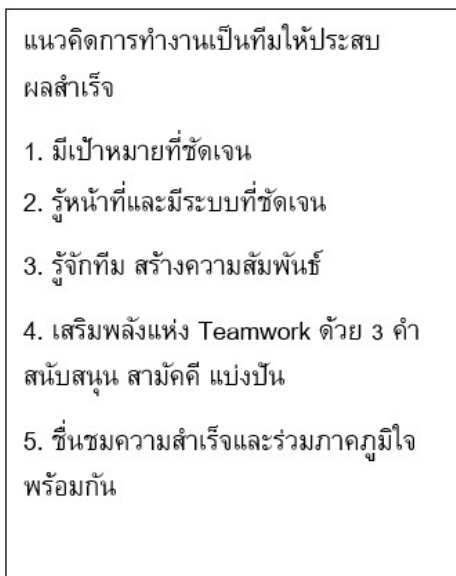 แนวคิดการทำงานเป็นทีมให้ประสบ
ผลสำเร็จ
1. มีเป้าหมายที่ชัดเจน
2. รู้หน้าที่และมีระบบที่ชัดเจน
3. รู้จักทีม สร้างความสัมพันธ์
4. เสริมพลังแห่ง Teamwork ด้วย 3 คำ
สนับสนุน สามัคคี แบ่งปัน
5. ชื่นชมความสำเร็จและร่วมภาคภูมิใจ
พร้อมกัน